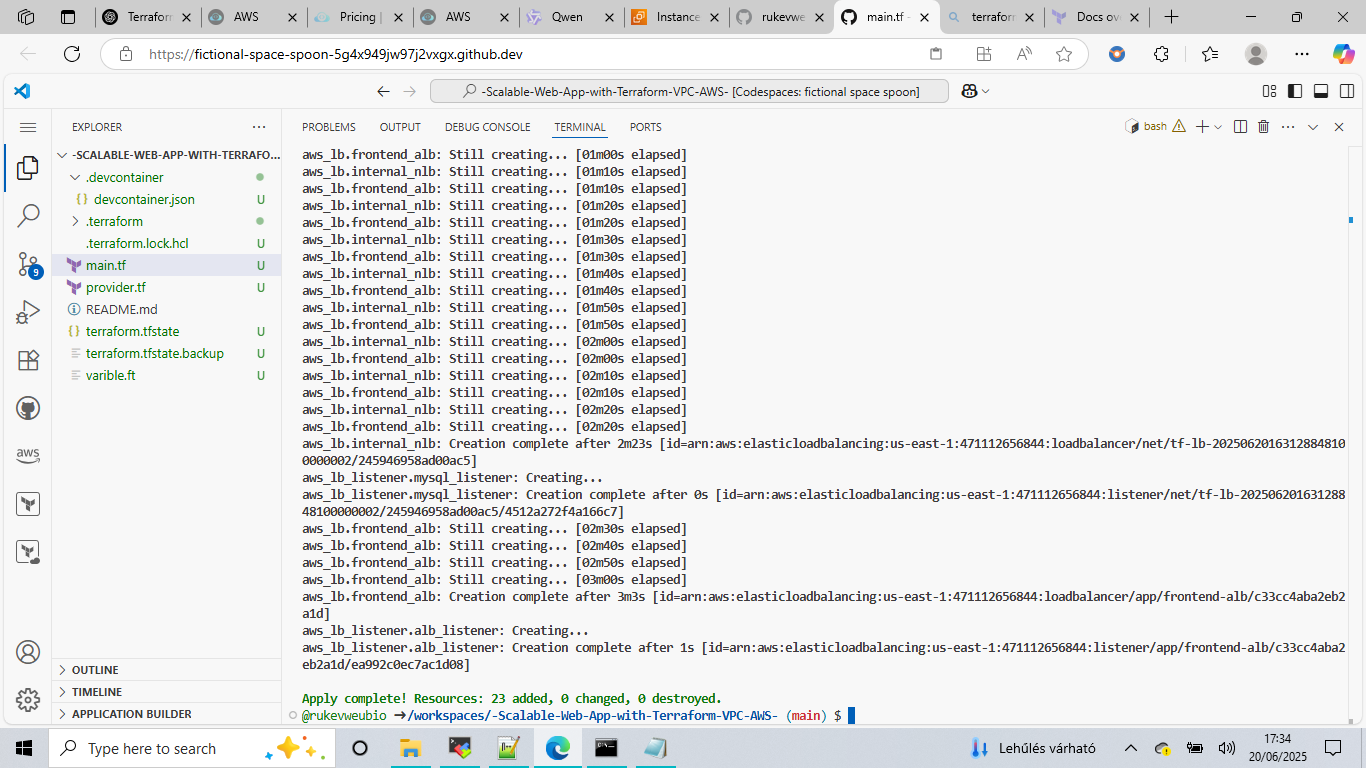 Terraform
AWS
Pricing |
AWS
Qwen
Instance
rukevwe
main.tf -
terraform
Docs ov
https://fictional-space-spoon-5g4x949jw97j2vxgx.github.dev
-Scalable-Web-App-with-Terraform-VPC-AWS- [Codespaces: fictional space spoon]
EXPLORER
PROBLEMS OUTPUT DEBUG CONSOLE TERMINAL PORTS
bash
-SCALABLE-WEB-APP-WITH-TERRAFO...
.devcontainer
devcontainer.json U
.terraform
.terraform.lock.hcl U
main.tf U
provider.tf U
README.md
terraform.tfstate U
terraform.tfstate.backup U
varible.ft U
9
aws
OUTLINE
TIMELINE
APPLICATION BUILDER
aws_lb.frontend_alb: Still creating... [01m00s elapsed]
aws_lb.internal_nlb: Still creating... [01m10s elapsed]
aws_lb.frontend_alb: Still creating... [01m10s elapsed]
aws_lb.internal_nlb: Still creating... [01m20s elapsed]
aws_lb.frontend_alb: Still creating... [01m20s elapsed]
aws_lb.internal_nlb: Still creating... [01m30s elapsed]
aws_lb.frontend_alb: Still creating... [01m30s elapsed]
aws_lb.internal_nlb: Still creating... [01m40s elapsed]
aws_lb.frontend_alb: Still creating... [01m40s elapsed]
aws_lb.internal_nlb: Still creating... [01m50s elapsed]
aws_lb.frontend_alb: Still creating... [01m50s elapsed]
aws_lb.internal_nlb: Still creating... [02m00s elapsed]
aws_lb.frontend_alb: Still creating... [02m00s elapsed]
aws_lb.internal_nlb: Still creating... [02m10s elapsed]
aws_lb.frontend_alb: Still creating... [02m10s elapsed]
aws_lb.internal_nlb: Still creating... [02m20s elapsed]
aws_lb.frontend_alb: Still creating... [02m20s elapsed]
aws_lb.internal_nlb: Creation complete after 2m23s [id=arn:aws:elasticloadbalancing:us-east-1:471112656844:loadbalancer/net/tf-lb-2025062016312884810
0000002/245946958ad00ac5]
aws_lb_listener.mysql_listener: Creating...
aws_lb_listener.mysql_listener: Creation complete after 0s [id=arn:aws:elasticloadbalancing:us-east-1:471112656844:listener/net/tf-lb-202506201631288
48100000002/245946958ad00ac5/4512a272f4a166c7]
aws_lb.frontend_alb: Still creating... [02m30s elapsed]
aws_lb.frontend_alb: Still creating... [02m40s elapsed]
aws_lb.frontend_alb: Still creating... [02m50s elapsed]
aws_lb.frontend_alb: Still creating... [03m00s elapsed]
aws_lb.frontend_alb: Creation complete after 3m3s [id=arn:aws:elasticloadbalancing:us-east-1:471112656844:loadbalancer/app/frontend-alb/c33cc4aba2eb2
a1d]
aws_lb_listener.alb_listener: Creating...
aws_lb_listener.alb_listener: Creation complete after 1s [id=arn:aws:elasticloadbalancing:us-east-1:471112656844:listener/app/frontend-alb/c33cc4aba2
eb2a1d/ea992c0ec7ac1d08]
Apply complete! Resources: 23 added, 0 changed, 0 destroyed.
@rukevweubio ➜/workspaces/-Scalable-Web-App-with-Terraform-VPC-AWS- (main) $
Type here to search
Lehűlés várható
17:34
20/06/2025